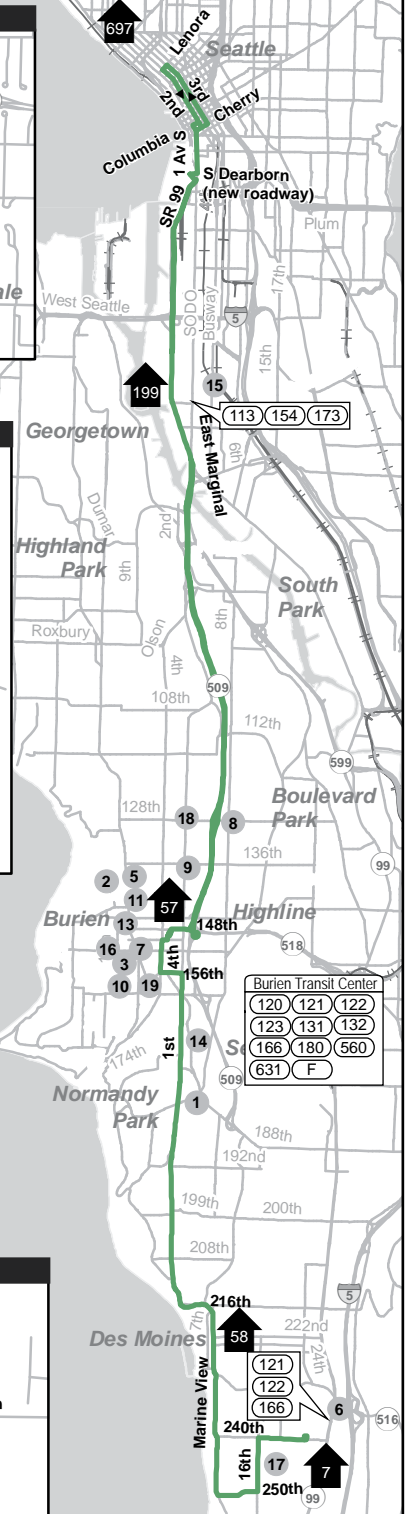 697
Lenora
Seattle
3rd
2nd
Cherry
Columbia
1 Av S
S Dearborn
(new roadway)
SR 99
Plum
17th
ale
West Seattle
SODO
Busway
5
15th
199
15
113 154 173
Georgetown
East Marginal
6th
Dumar
2nd
Highland
Park
9th
South
Park
8th
Olson
Roxbury
4th
509
108th
112th
599
Boulevard
Park
128th
18
8
136th
99
9
2
5
11
57
Burien
13
148th
Highline
518
16
7
4th
3
156th
10
19
Burien Transit Center
120 121 122
123 131 132
166 180 560
631 F
14
1st
Se
174th
509
Normandy
Park
1
188th
192nd
199th
200th
208th
5
216th
7th
58
222nd
Des Moines
24th
121
122
166
6
516
Marine View
240th
16th
17
7
250th
99